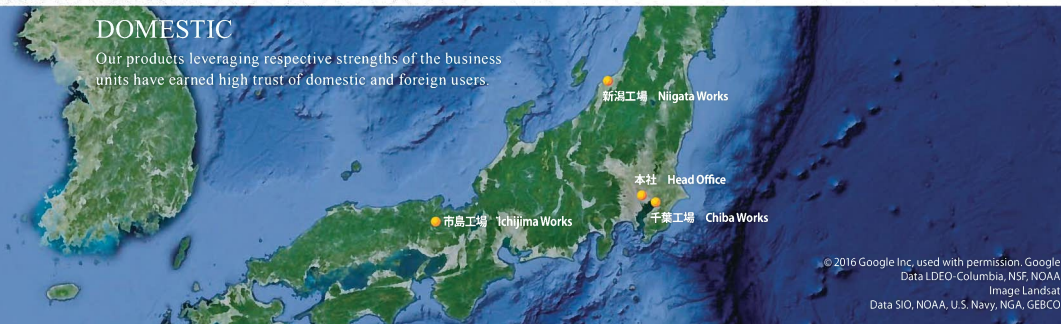 DOMESTIC
Our products leveraging respective strengths of the business
units have earned high trust of domestic and foreign users.
新潟工場 Niigata Works
本社 Head Office
千葉工場 Chiba Works
市島工場 Ichijima Works
© 2016 Google Inc, used with permission. Google
Data LDEO-Columbia, NSF, NOAA
Image Landsat
Data SIO, NOAA, U.S. Navy, NGA, GEBCO